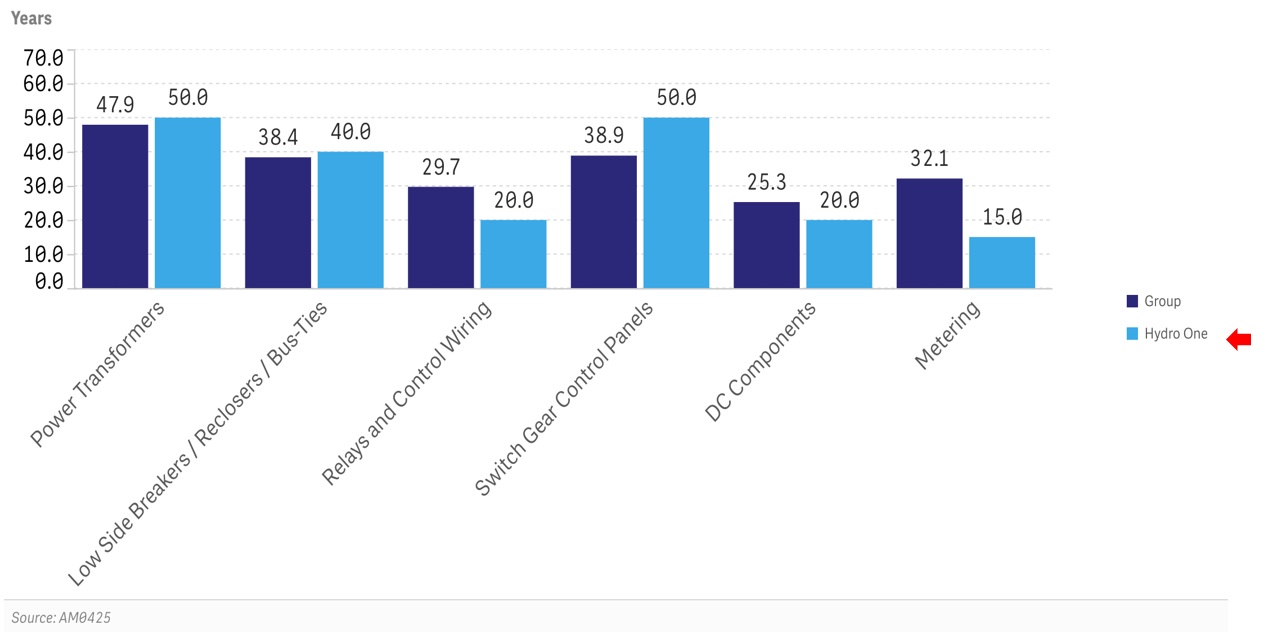 Years
70.0
60.0
50.0
40.0
30.0
20.0
10.0
0.0
47.9
50.0
38.4
40.0
29.7
20.0
38.9
50.0
25.3
20.0
32.1
15.0
Power Transformers
Low Side Breakers / Reclosers / Bus-Ties
Relays and Control Wiring
Switch Gear Control Panels
DC Components
Metering
Group
Hydro One
Source: AM0425